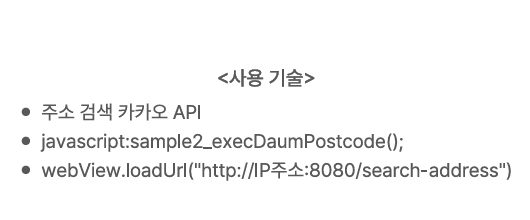 <사용 기술>
● 주소 검색 카카오 API
● javascript:sample2_execDaumPostcode();
● webView.loadUrl("http://IP주소:8080/search-address")